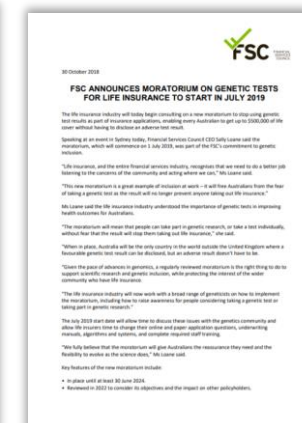 FSC
FINANCIAL
SERVICES
COUNCIL
30 October 2018
FSC ANNOUNCES MORATORIUM ON GENETIC TESTS
FOR LIFE INSURANCE TO START IN JULY 2019
The life insurance industry will today begin consulting on a new moratorium to stop using genetic
test results as part of insurance applications, enabling every Australian to get up to $500,000 of life
cover without having to disclose an adverse test result.
Speaking at an event in Sydney today, Financial Services Council CEO Sally Loane said the
moratorium, which will commence on 1 July 2019, was part of the FSC's commitment to genetic
inclusion.
"Life insurance, and the entire financial services industry, recognises that we need to do a better job
listening to the concerns of the community and acting where we can," Ms Loane said.
"This new moratorium is a great example of inclusion at work – it will free Australians from the fear
of taking a genetic test as the result will no longer prevent anyone taking out life insurance."
Ms Loane said the life insurance industry understood the importance of genetic tests in improving
health outcomes for Australians.
"The moratorium will mean that people can take part in genetic research, or take a test individually,
without fear that the result will stop them taking out life insurance," she said.
"When in place, Australia will be the only country in the world outside the United Kingdom where a
favourable genetic test result can be disclosed, but an adverse result doesn't have to be.
"Given the pace of advances in genomics, a regularly reviewed moratorium is the right thing to do to
support scientific research and genetic inclusion, while protecting the interest of the wider
community who have life insurance.
"The life insurance industry will now work with a broad range of geneticists on how to implement
the moratorium, including how to raise awareness for people considering taking a genetic test or
taking part in genetic research."
The July 2019 start date will allow time to discuss these issues with the genetics community and
allow life insurers time to change their online and paper application questions, underwriting
manuals, algorithms and systems, and complete required staff training.
"We fully believe that the moratorium will give Australians the reassurance they need and the
flexibility to evolve as the science does," Ms Loane said.
Key features of the new moratorium include:
• In place until at least 30 June 2024.
• Reviewed in 2022 to consider its objectives and the impact on other policyholders.